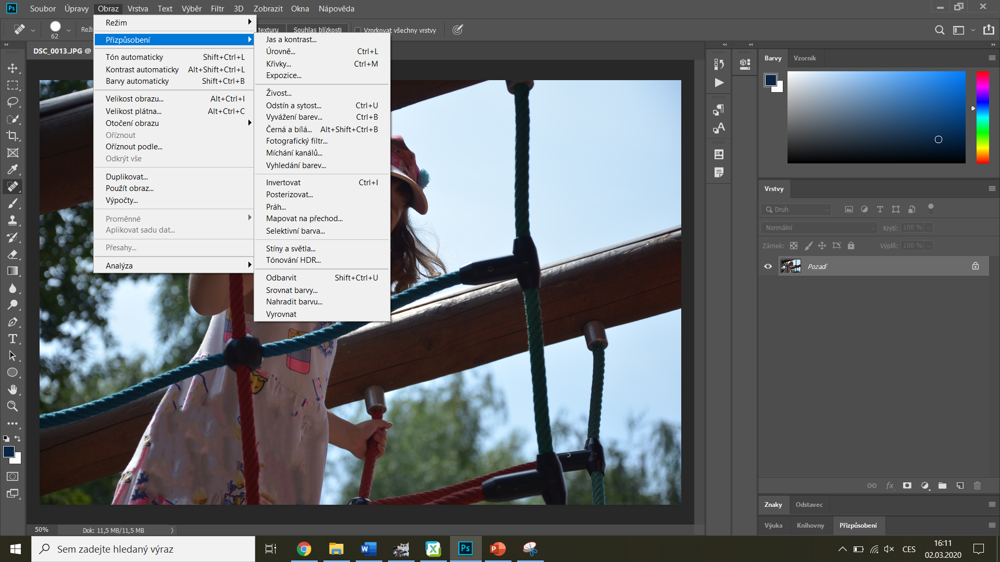 Ps Soubor Úpravy Obraz Vrstva Text Výběr Filtr 3D Zobrazit Okna Nápověda
62 Reži texturu Souhlas blízkosti Vzorkovat všechny vrstvy
DSC_0013.JPG @
Režim
Přizpůsobení
Tón automaticky Shift+Ctrl+L
Kontrast automaticky Alt+Shift+Ctrl+L
Barvy automaticky Shift+Ctrl+B
Velikost obrazu... Alt+Ctrl+I
Velikost plátna... Alt+Ctrl+C
Otočení obrazu
Oříznout
Oříznout podle...
Odkrýt vše
Duplikovat...
Použít obraz...
Výpočty...
Proměnné
Aplikovat sadu dat...
Přesahy...
Analýza
Jas a kontrast...
Úrovně... Ctrl+L
Křivky... Ctrl+M
Expozice...
Živost...
Odstín a sytost... Ctrl+U
Vyvážení barev... Ctrl+B
Černá a bílá... Alt+Shift+Ctrl+B
Fotografický filtr...
Míchání kanálů...
Vyhledání barev...
Invertovat Ctrl+I
Posterizovat...
Práh...
Mapovat na přechod...
Selektivní barva...
Stíny a světla...
Tónování HDR...
Odbarvit Shift+Ctrl+U
Srovnat barvy...
Nahradit barvu...
Vyrovnat
Barvy Vzorník
Vrstvy
Druh
Normální Krytí: 100 %
Zámek: Výplň: 100 %
Pozadí
fx
Znaky Odstavec
Výuka Knihovny Přizpůsobení
50% Dok: 11,5 MB/11,5 MB
Sem zadejte hledaný výraz
CES
16:11
02.03.2020